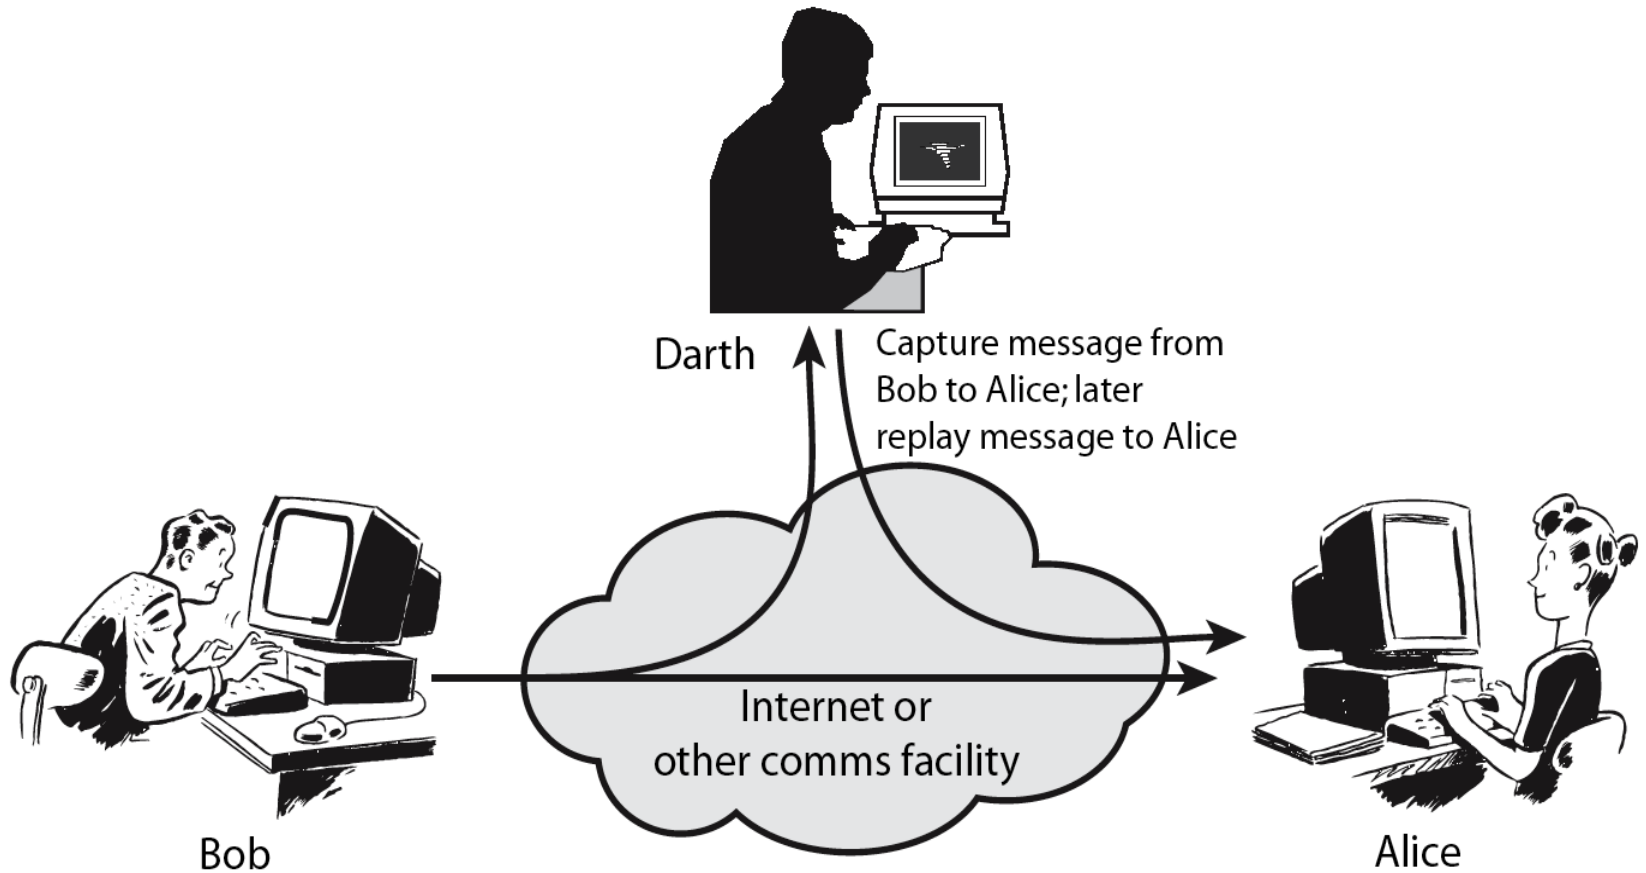 Darth
Capture message from
Bob to Alice; later
replay message to Alice
Internet or
other comms facility
Bob
Alice